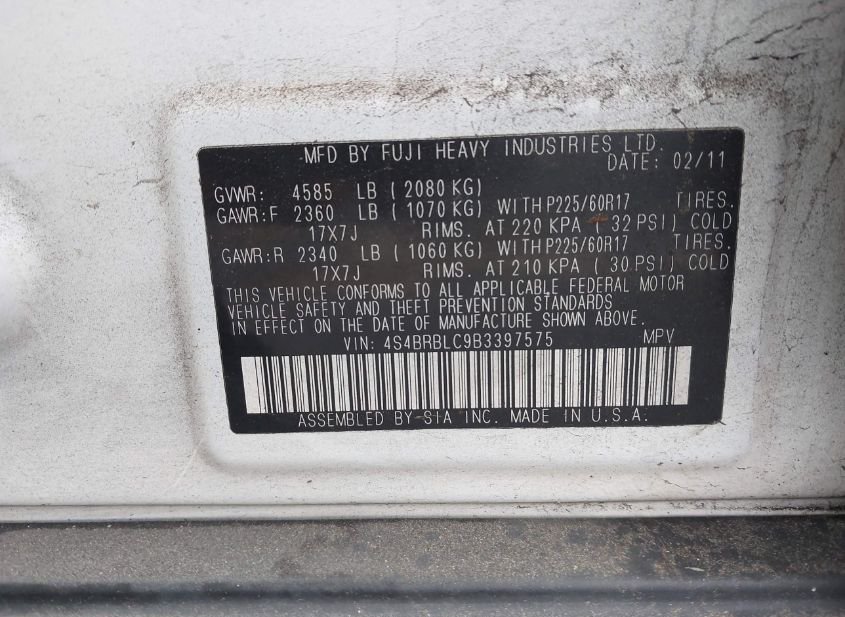 MFD BY FUJI HEAVY INDUSTRIES LTD.
DATE: 02/11
GVWR: 4585 LB ( 2080 KG)
GAWR:F 2360 LB ( 1070 KG) WITH P225/60R17 TIRES.
17X7J RIMS. AT 220 KPA ( 32 PSI) COLD
GAWR:R 2340 LB ( 1060 KG) WITH P225/60R17 TIRES.
17X7J RIMS. AT 210 KPA ( 30 PSI) COLD
THIS VEHICLE CONFORMS TO ALL APPLICABLE FEDERAL MOTOR
VEHICLE SAFETY AND THEFT PREVENTION STANDARDS
IN EFFECT ON THE DATE OF MANUFACTURE SHOWN ABOVE.
VIN: 4S4BRBLC9B3397575 MPV
ASSEMBLED BY SIA INC. MADE IN U.S.A.